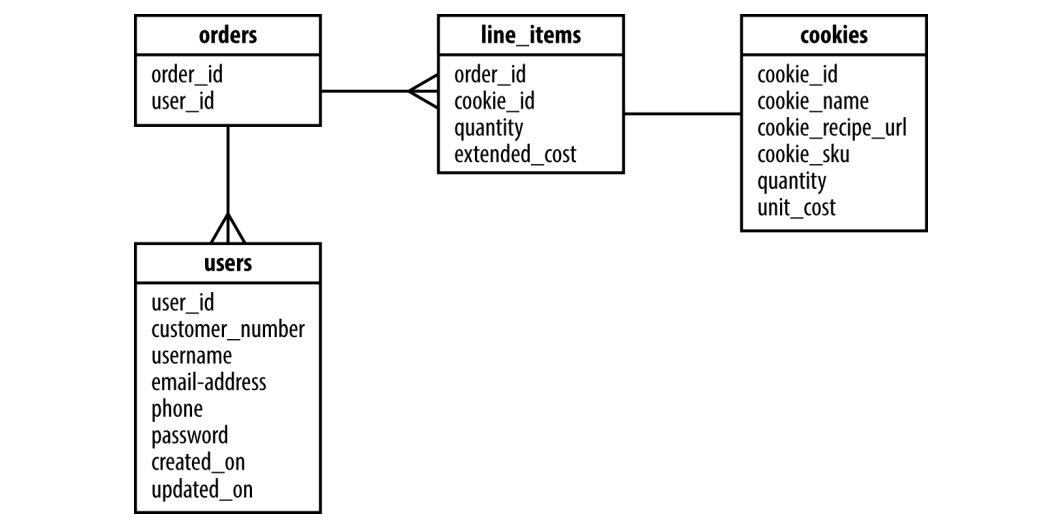 orders
order_id
user_id
line_items
order_id
cookie_id
quantity
extended_cost
cookies
cookie_id
cookie_name
cookie_recipe_url
cookie_sku
quantity
unit_cost
users
user_id
customer_number
username
email-address
phone
password
created_on
updated_on